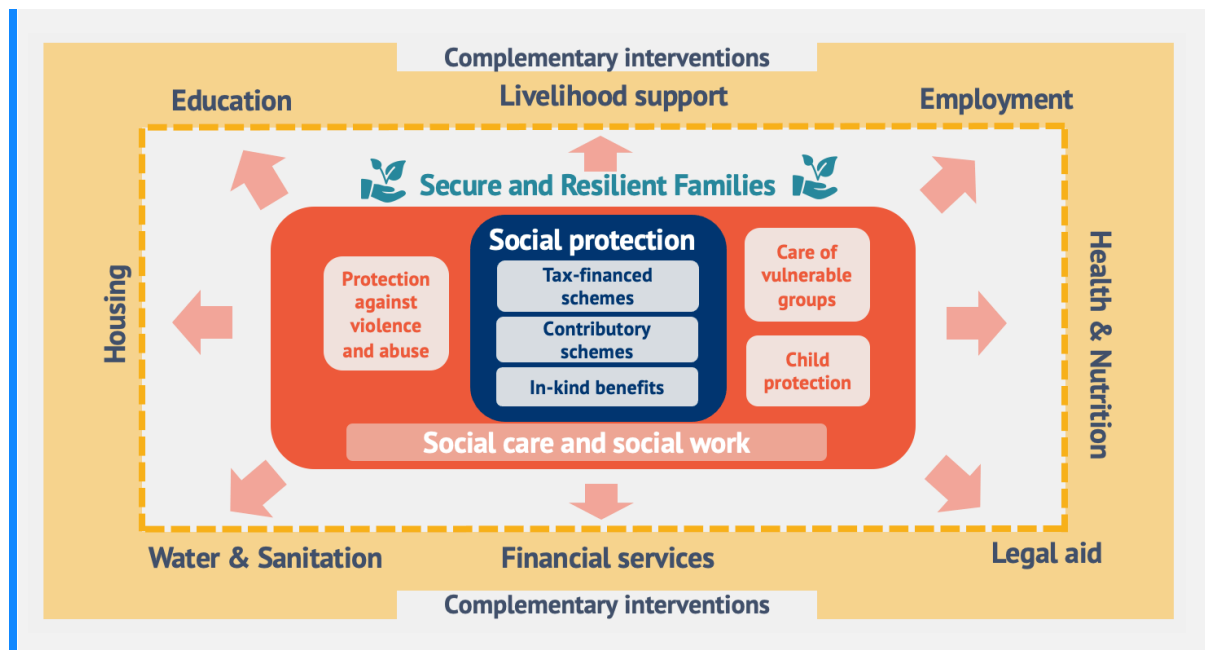 Complementary interventions
Education
Livelihood support
Employment
Secure and Resilient Families
Housing
Protection
against
violence
and abuse
Social protection
Tax-financed
schemes
Contributory
schemes
In-kind benefits
Care of
vulnerable
groups
Child
protection
Social care and social work
Health & Nutrition
Water & Sanitation
Financial services
Legal aid
Complementary interventions